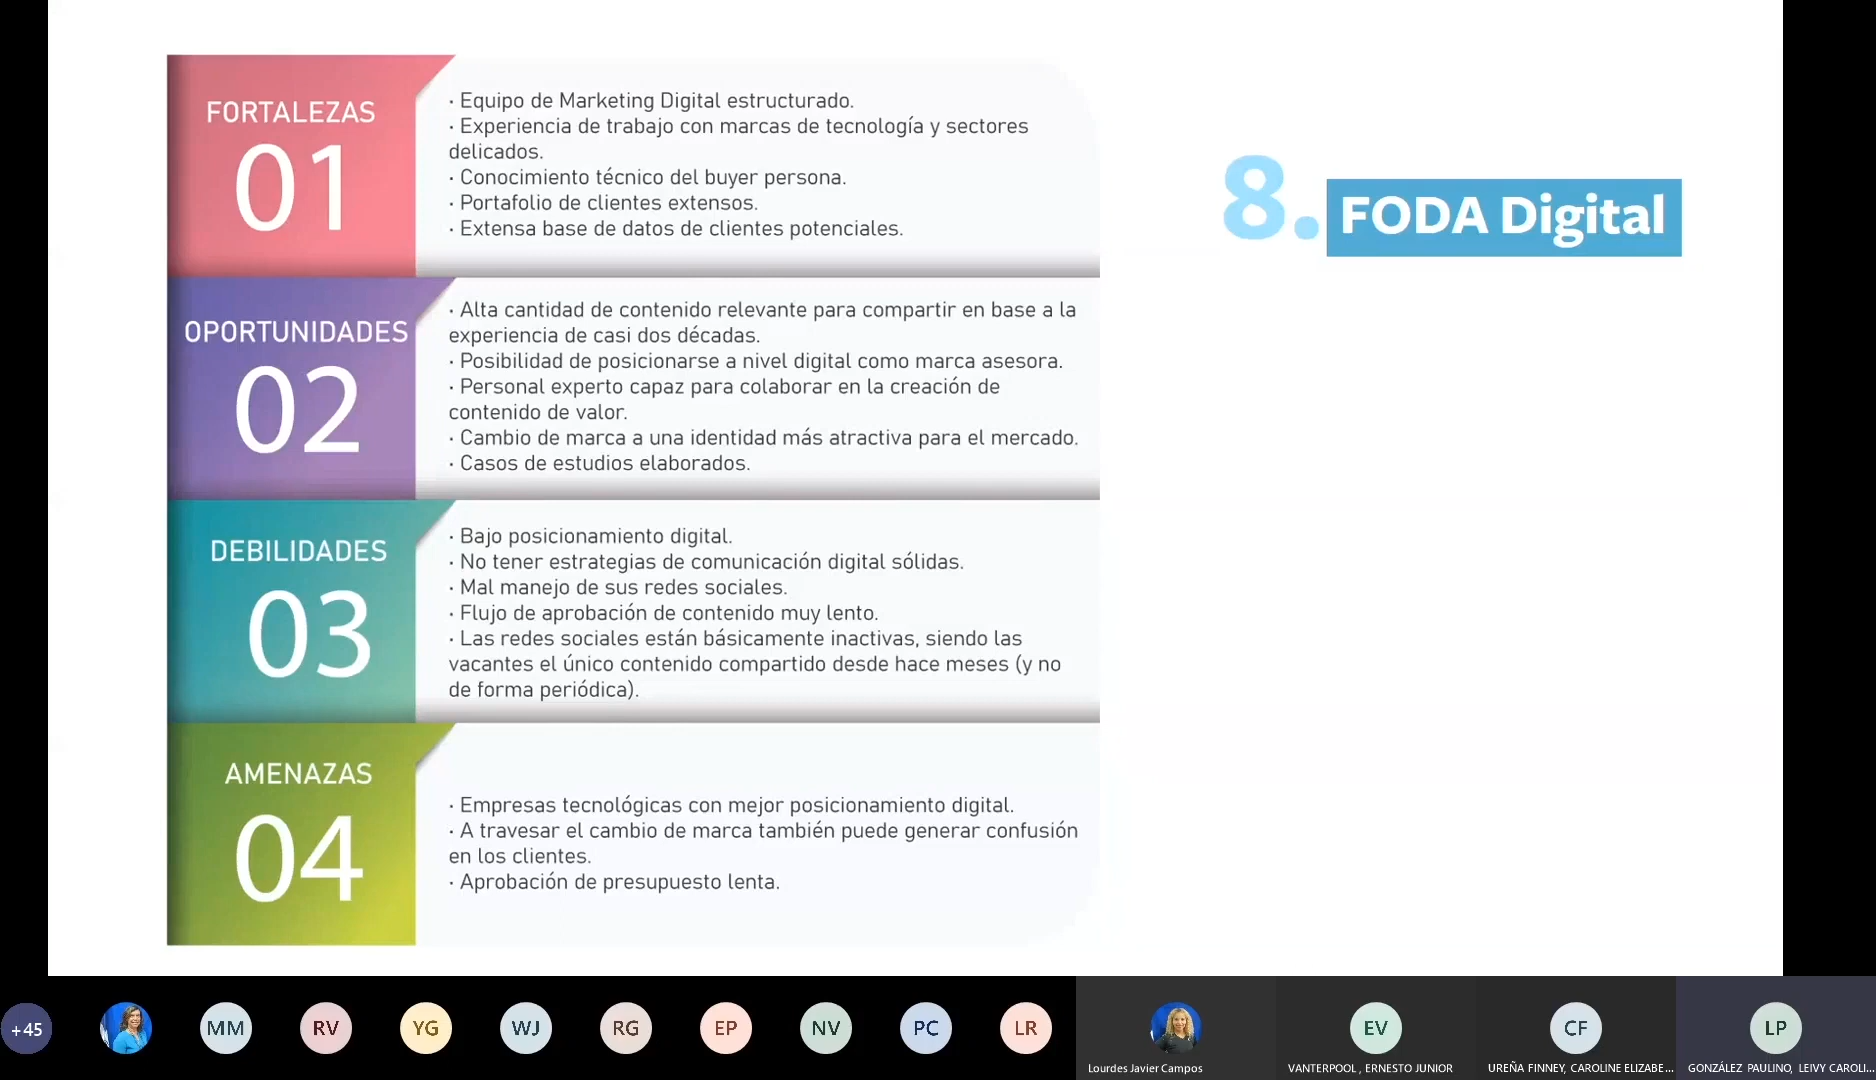 FORTALEZAS
01
· Equipo de Marketing Digital estructurado.
· Experiencia de trabajo con marcas de tecnología y sectores
delicados.
· Conocimiento técnico del buyer persona.
· Portafolio de clientes extensos.
· Extensa base de datos de clientes potenciales.
8. FODA Digital
OPORTUNIDADES
02
· Alta cantidad de contenido relevante para compartir en base a la
experiencia de casi dos décadas.
· Posibilidad de posicionarse a nivel digital como marca asesora.
· Personal experto capaz para colaborar en la creación de
contenido de valor.
· Cambio de marca a una identidad más atractiva para el mercado.
· Casos de estudios elaborados.
DEBILIDADES
03
· Bajo posicionamiento digital.
· No tener estrategias de comunicación digital sólidas.
· Mal manejo de sus redes sociales.
· Flujo de aprobación de contenido muy lento.
· Las redes sociales están básicamente inactivas, siendo las
vacantes el único contenido compartido desde hace meses (y no
de forma periódica).
AMENAZAS
04
· Empresas tecnológicas con mejor posicionamiento digital.
· A travesar el cambio de marca también puede generar confusión
en los clientes.
· Aprobación de presupuesto lenta.
+45
MM
RV
YG
WJ
RG
EP
NV
PC
LR
Lourdes Javier Campos
EV
VANTERPOOL , ERNESTO JUNIOR
CF
UREÑA FINNEY, CAROLINE ELIZABE...
LP
GONZÁLEZ PAULINO, LEIVY CAROLI...